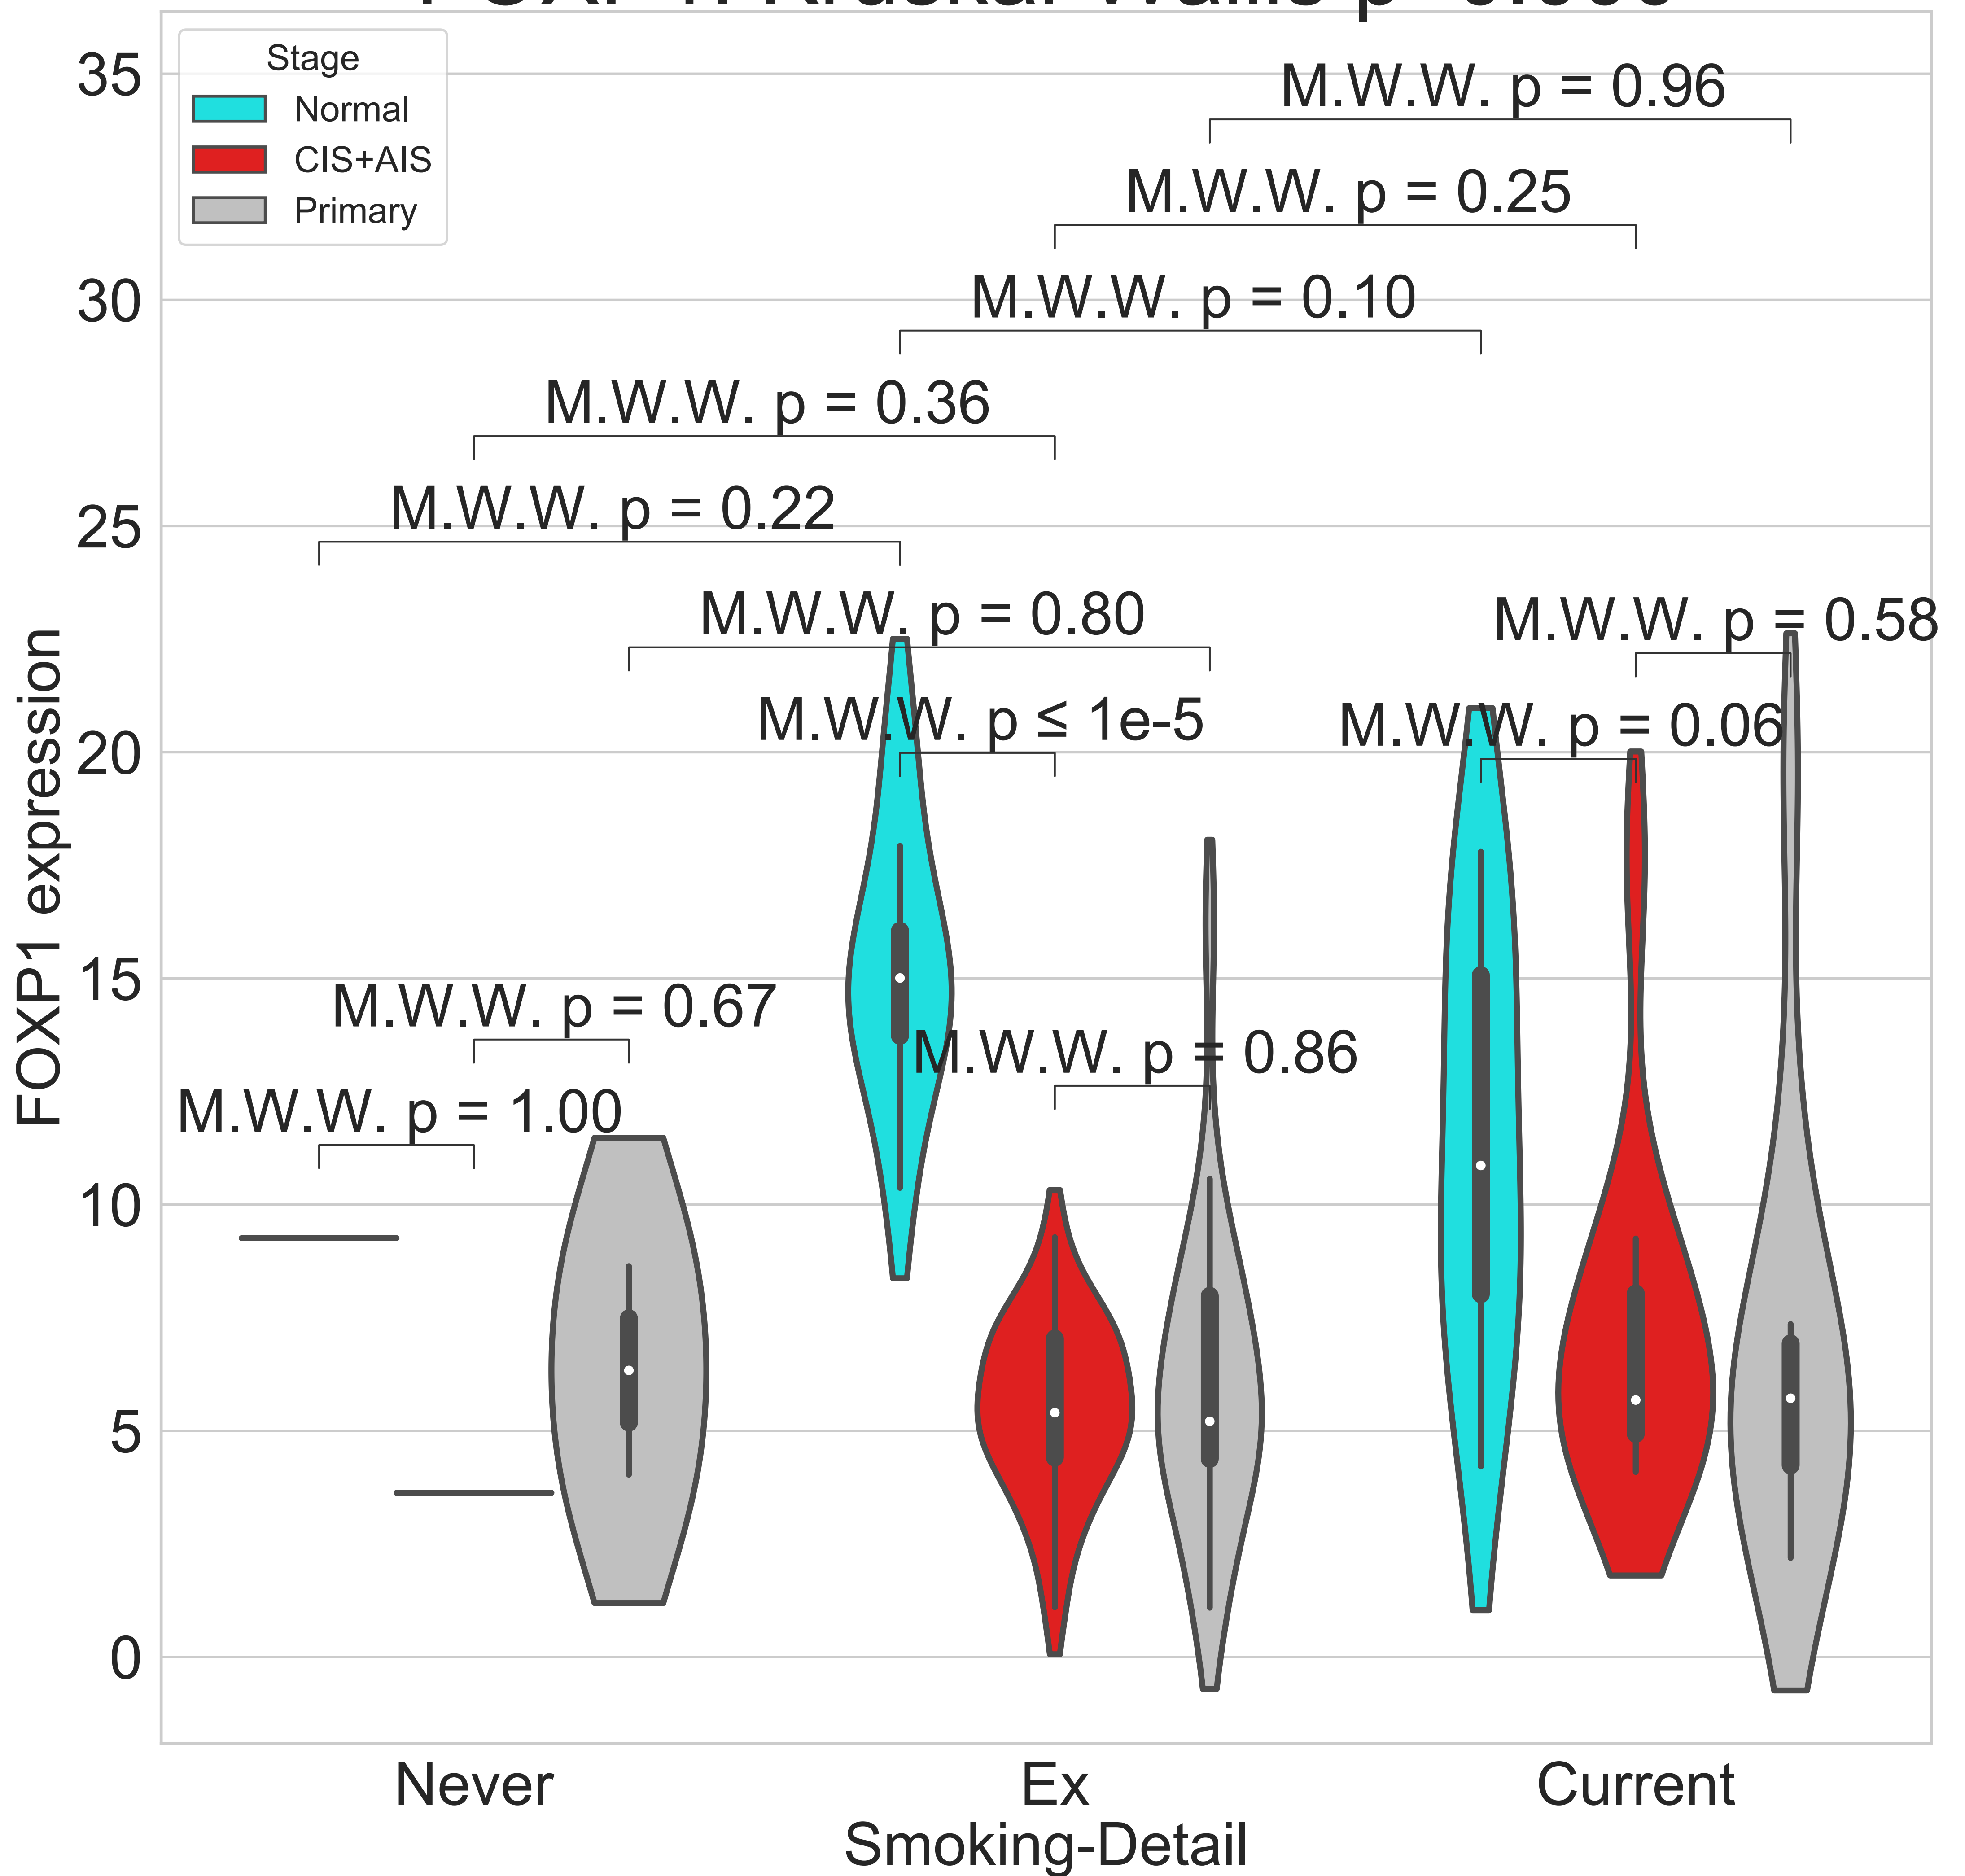 35
30
25
20
15
10
5
0
FOXP1 expression
Stage
Normal
CIS+AIS
Primary
M.W.W. p = 0.96
M.W.W. p = 0.25
M.W.W. p = 0.10
M.W.W. p = 0.36
M.W.W. p = 0.22
M.W.W. p = 0.80
M.W.W. p = 0.58
M.W.W. p ≤ 1e-5
M.W.W. p = 0.06
M.W.W. p = 0.67
M.W.W. p = 0.86
M.W.W. p = 1.00
Never
Ex
Current
Smoking-Detail